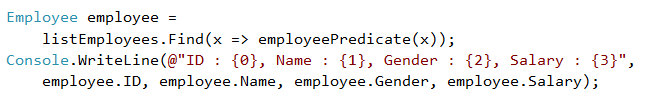 Employee employee =
listEmployees.Find(x => employeePredicate(x));
Console.WriteLine(@"ID : {0}, Name : {1}, Gender : {2}, Salary : {3}",
employee.ID, employee.Name, employee.Gender, employee.Salary);